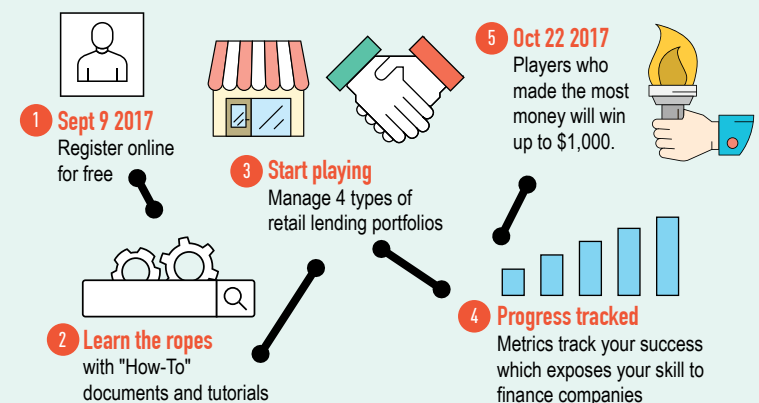 1 Sept 9 2017
Register online
for free
2 Learn the ropes
with "How-To"
documents and tutorials
3 Start playing
Manage 4 types of
retail lending portfolios
4 Progress tracked
Metrics track your success
which exposes your skill to
finance companies
5 Oct 22 2017
Players who
made the most
money will win
up to $1,000.